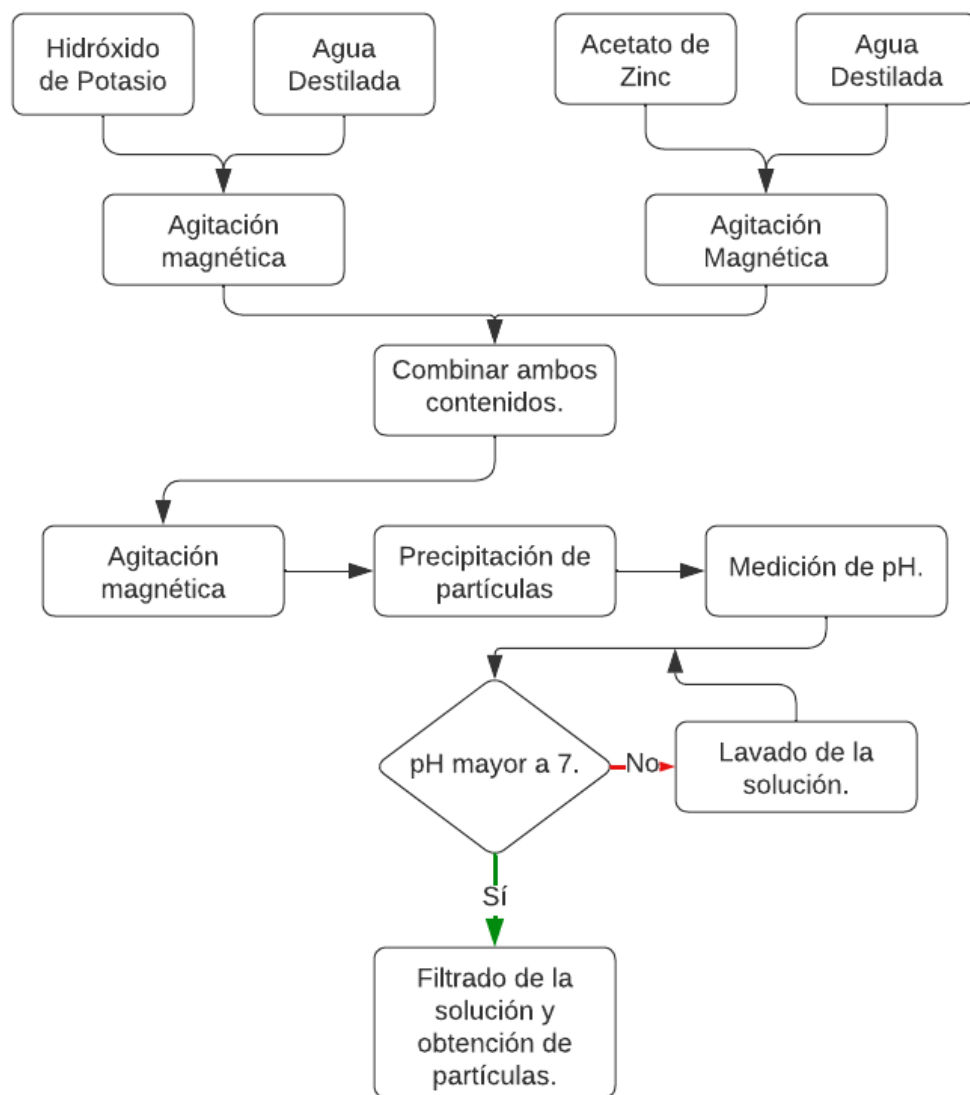 Hidróxido
de Potasio
Agua
Destilada
Acetato de
Zinc
Agua
Destilada
Agitación
magnética
Agitación
Magnética
Combinar ambos
contenidos.
Agitación
magnética
Precipitación de
partículas
Medición de pH.
pH mayor a 7.
No
Lavado de la
solución.
Sí
Filtrado de la
solución y
obtención de
partículas.